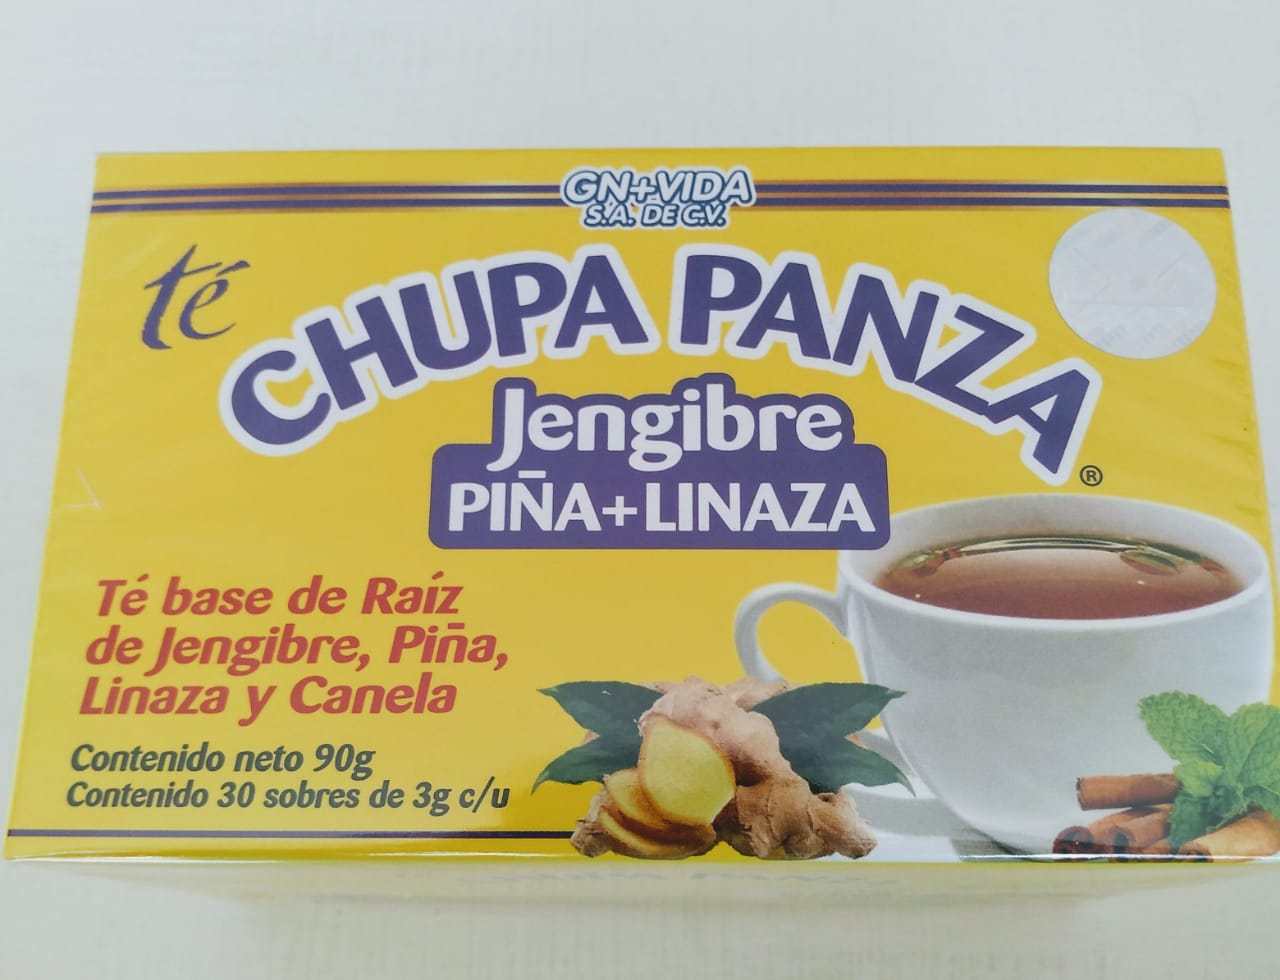 GN+VIDA
S.A. DE C.V.
té
CHUPA PANZA
®
Jengibre
PIÑA+LINAZA
Té base de Raíz
de Jengibre, Piña,
Linaza y Canela
Contenido neto 90g
Contenido 30 sobres de 3g c/u